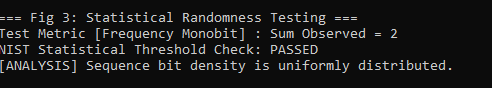 === Fig 3: Statistical Randomness Testing ===
Test Metric [Frequency Monobit] : Sum Observed = 2
NIST Statistical Threshold Check: PASSED
[ANALYSIS] Sequence bit density is uniformly distributed.